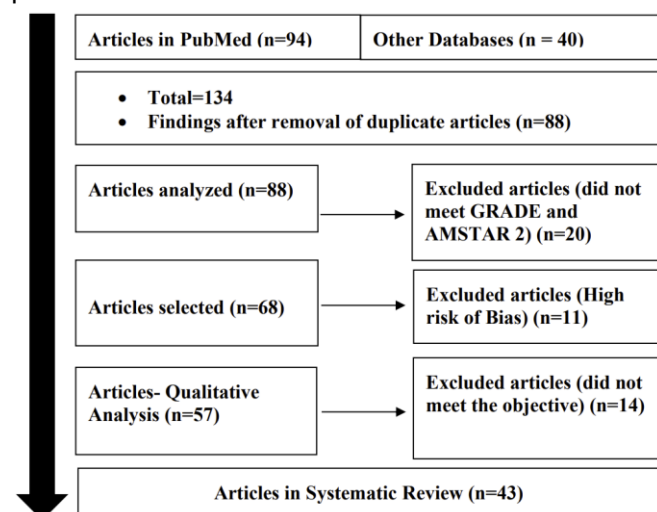 Articles in PubMed (n=94)
Other Databases (n = 40)
• Total=134
• Findings after removal of duplicate articles (n=88)
Articles analyzed (n=88)
Excluded articles (did not
meet GRADE and
AMSTAR 2) (n=20)
Articles selected (n=68)
Excluded articles (High
risk of Bias) (n=11)
Articles- Qualitative
Analysis (n=57)
Excluded articles (did not
meet the objective) (n=14)
Articles in Systematic Review (n=43)